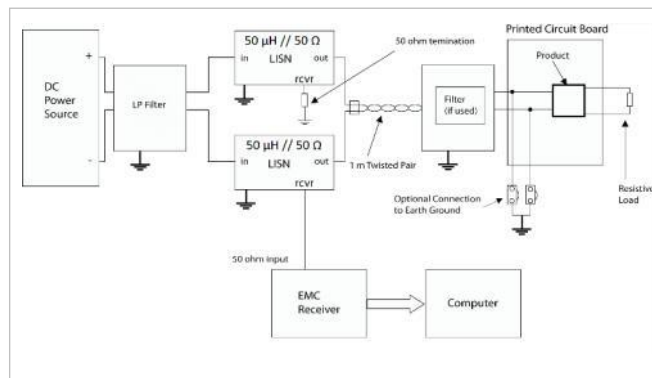 Printed Circuit Board
50 µH // 50 Ω
LISN
in
out
rcvr
50 ohm temination
Product
+
DC
Power
Source
-
LP Filter
Filter
(if used)
50 µH // 50 Ω
in
out
LISN
rcvr
1 m Twisted Pair
Optional Connection
to Earth Ground
Resistive
Load
50 ohm input
EMC
Receiver
Computer